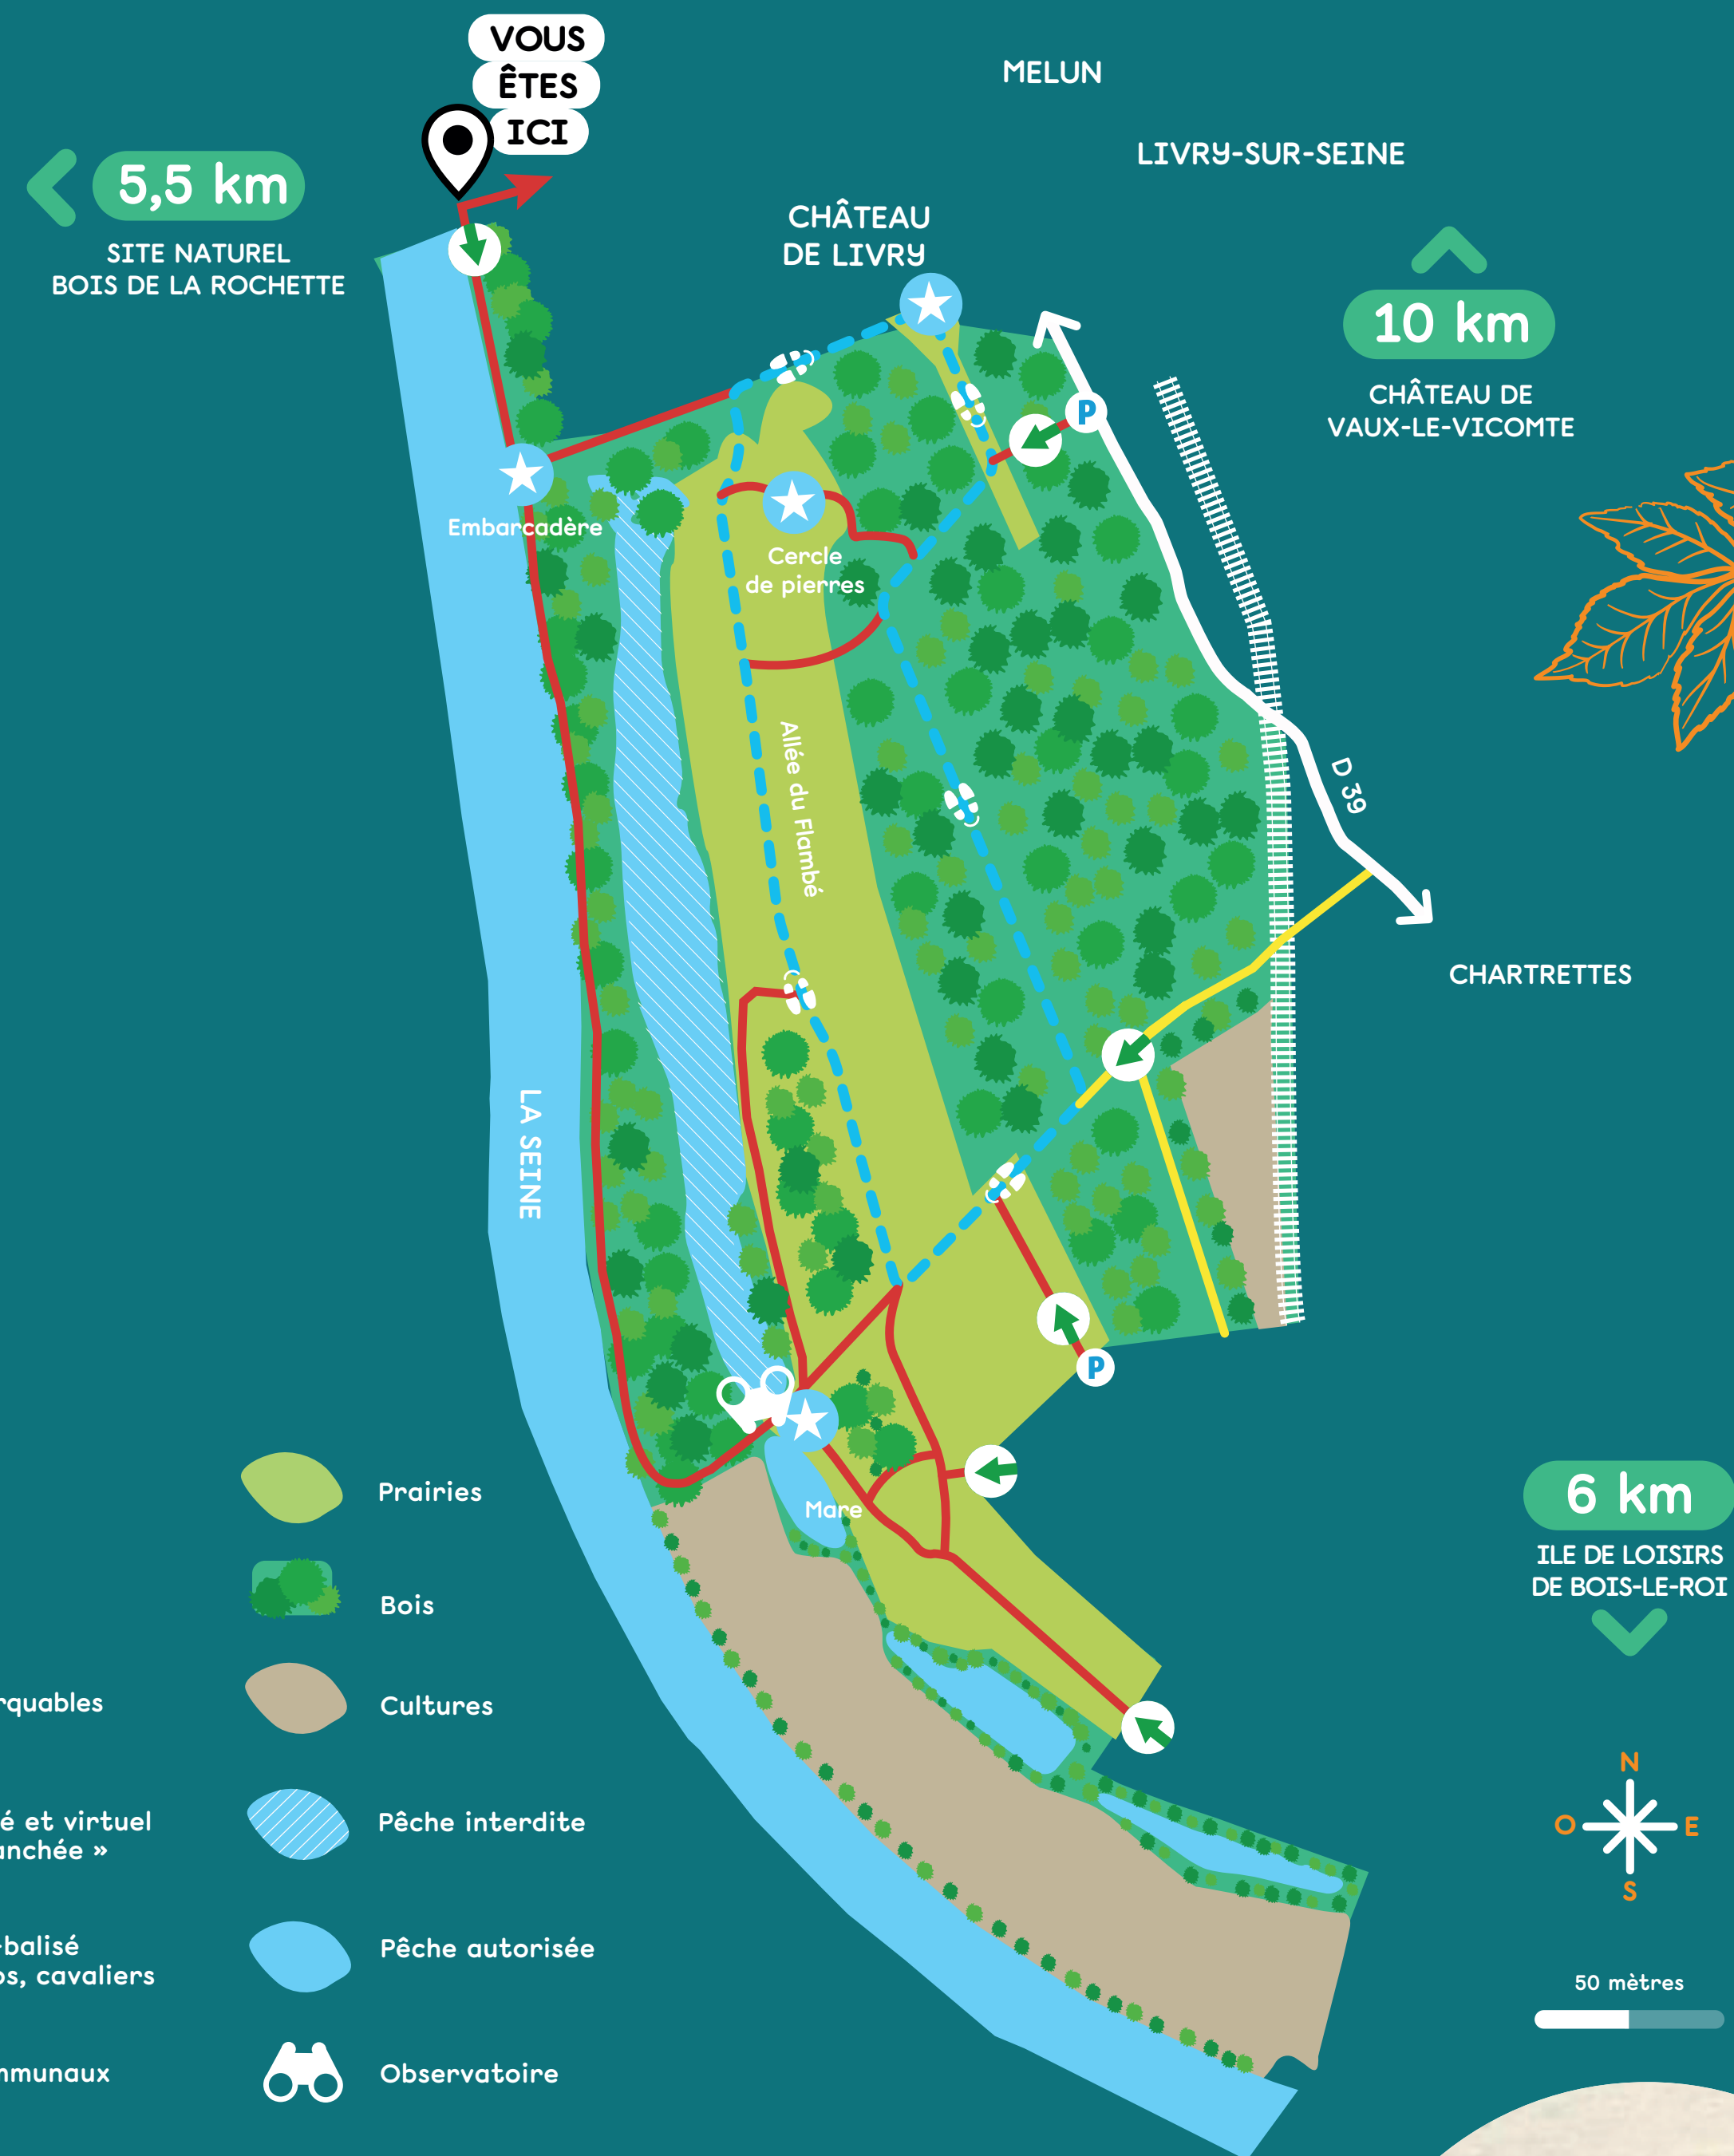 VOUS
ÊTES
ICI
MELUN
LIVRY-SUR-SEINE
5,5 km
SITE NATUREL
BOIS DE LA ROCHETTE
CHÂTEAU
DE LIVRY
10 km
CHÂTEAU DE
VAUX-LE-VICOMTE
P
Embarcadère
Cercle
de pierres
Allée du Flambé
D 39
CHARTRETTES
LA SEINE
P
Mare
6 km
ILE DE LOISIRS
DE BOIS-LE-ROI
Prairies
Bois
rquables
Cultures
é et virtuel
anchée »
Pêche interdite
-balisé
os, cavaliers
Pêche autorisée
mmunaux
Observatoire
N
O
E
S
50 mètres